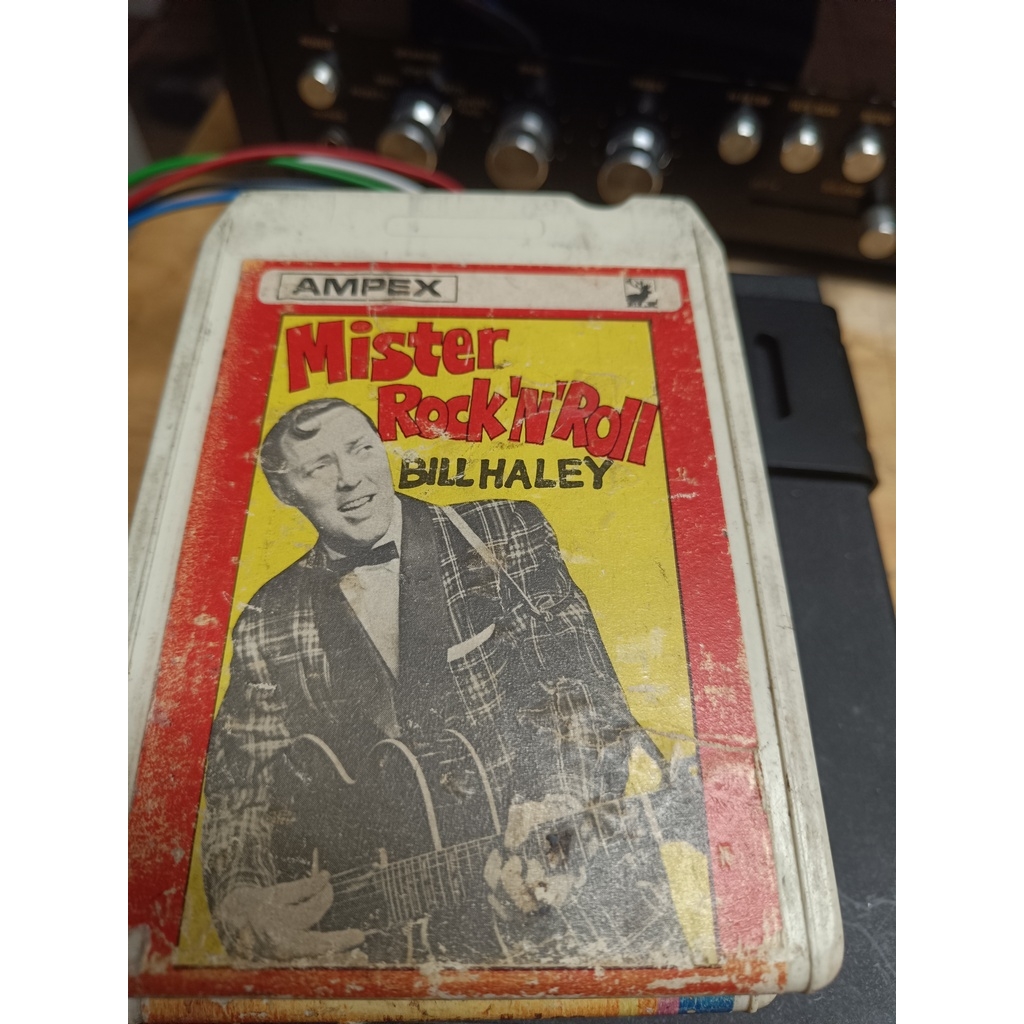 AMPEX
Mister
Rock 'N' Roll
BILL HALEY